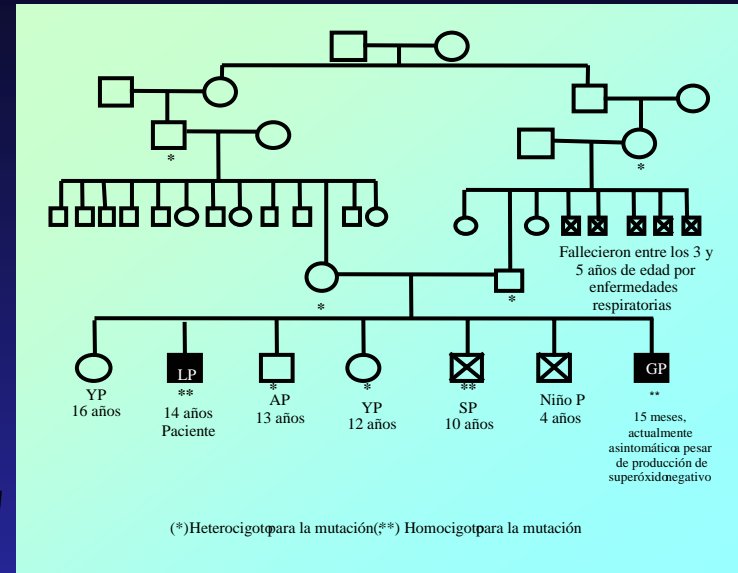 *
*
Fallecieron entre los 3 y
5 años de edad por
enfermedades
respiratorias
*
*
YP
16 años
LP
**
14 años
Paciente
*
AP
13 años
*
YP
12 años
**
SP
10 años
Niño P
4 años
GP
**
15 meses,
actualmente
asintomático a pesar
de producción de
superóxido negativo
(*)Heterocigoto para la mutación(;**) Homocigoto para la mutación